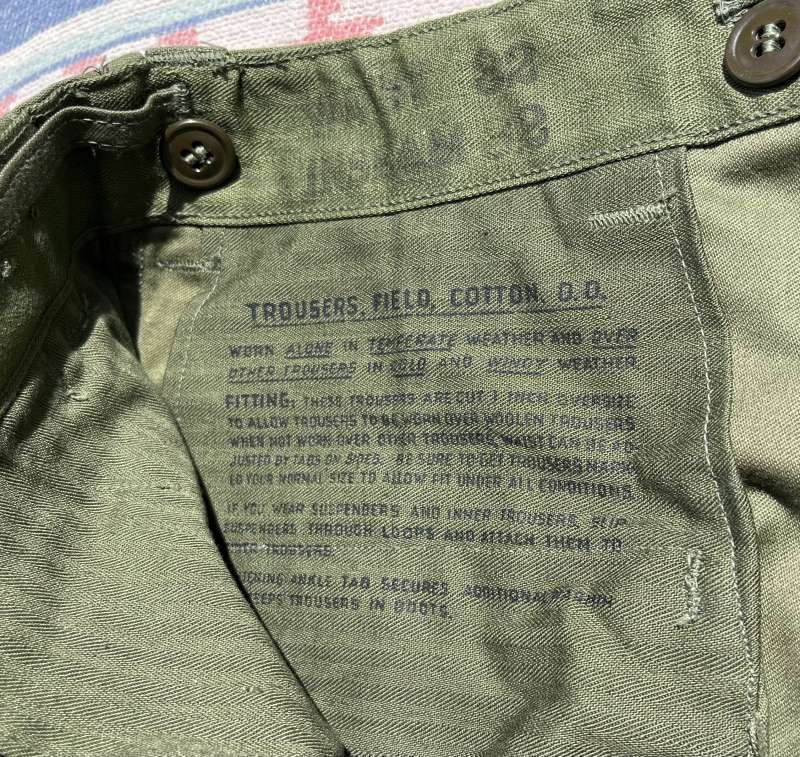 TROUSERS, FIELD, COTTON, O.D.
WORN ALONE IN TEMPERATE WEATHER AND OVER
OTHER TROUSERS IN COLD AND WINDY WEATHER
FITTING: THESE TROUSERS ARE CUT 1 INCH OVERSIZE
TO ALLOW TROUSERS TO BE WORN OVER WOOLEN TROUSERS
WHEN NOT WORN OVER OTHER TROUSERS, WAIST CAN BE AD-
JUSTED BY TABS ON SIDES. BE SURE TO GET TROUSERS MARK-
ED YOUR NORMAL SIZE TO ALLOW FIT UNDER ALL CONDITIONS.
IF YOU WEAR SUSPENDERS AND INNER TROUSERS, SLIP
SUSPENDERS THROUGH LOOPS AND ATTACH THEM TO
TROUSERS.
ANKLE TAB SECURES ADDITIONAL
KEEPS TROUSERS IN BOOTS.